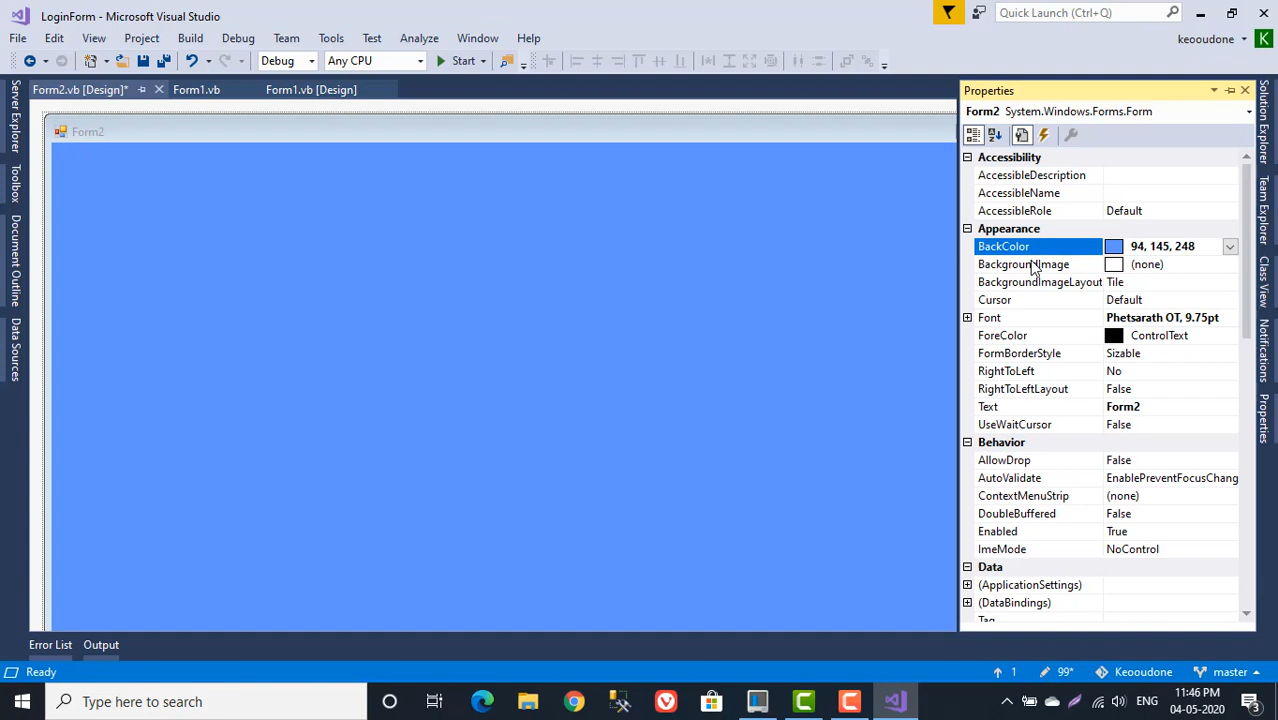 LoginForm - Microsoft Visual Studio
Quick Launch (Ctrl+Q)
File Edit View Project Build Debug Team Tools Test Analyze Window Help
keooudone K
Debug Any CPU Start
Form2.vb [Design]* Form1.vb Form1.vb [Design]
Server Explorer
Toolbox
Document Outline
Data Sources
Form2
Properties
Form2 System.Windows.Forms.Form
Accessibility
AccessibleDescription
AccessibleName
AccessibleRole Default
Appearance
BackColor 94, 145, 248
BackgroundImage (none)
BackgroundImageLayout Tile
Cursor Default
Font Phetsarath OT, 9.75pt
ForeColor ControlText
FormBorderStyle Sizable
RightToLeft No
RightToLeftLayout False
Text Form2
UseWaitCursor False
Behavior
AllowDrop False
AutoValidate EnablePreventFocusChang
ContextMenuStrip (none)
DoubleBuffered False
Enabled True
ImeMode NoControl
Data
(ApplicationSettings)
(DataBindings)
Tag
Solution Explorer
Team Explorer
Class View
Notifications
Properties
Error List Output
Ready 1 99* Keooudone master
Type here to search
ENG
11:46 PM
04-05-2020
3